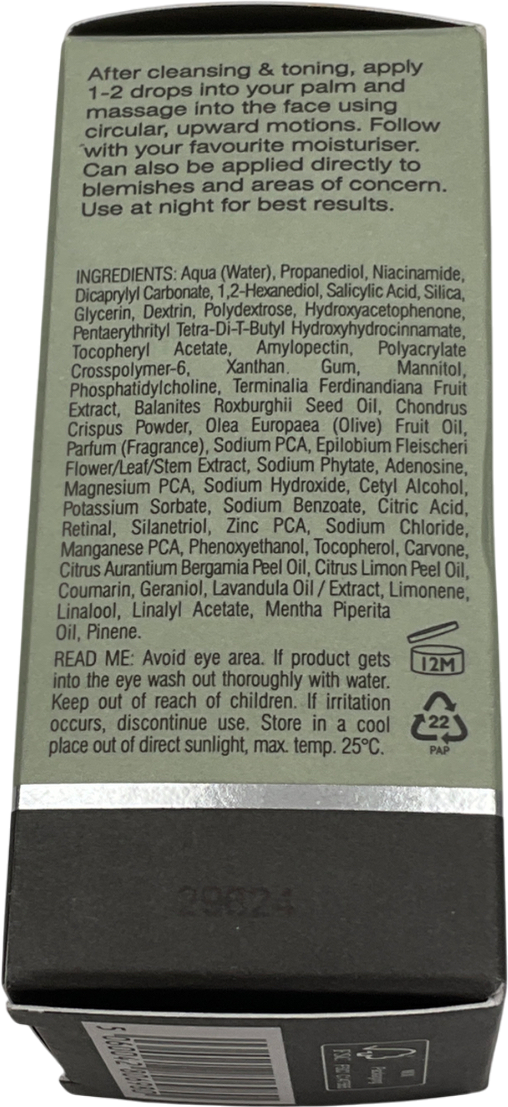 After cleansing & toning, apply
1-2 drops into your palm and
massage into the face using
circular, upward motions. Follow
with your favourite moisturiser.
Can also be applied directly to
blemishes and areas of concern.
Use at night for best results.
INGREDIENTS: Aqua (Water), Propanediol, Niacinamide,
Dicaprylyl Carbonate, 1,2-Hexanediol, Salicylic Acid, Silica,
Glycerin, Dextrin, Polydextrose, Hydroxyacetophenone,
Pentaerythrityl Tetra-Di-T-Butyl Hydroxyhydrocinnamate,
Tocopheryl Acetate, Amylopectin, Polyacrylate
Crosspolymer-6, Xanthan Gum, Mannitol,
Phosphatidylcholine, Terminalia Ferdinandiana Fruit
Extract, Balanites Roxburghii Seed Oil, Chondrus
Crispus Powder, Olea Europaea (Olive) Fruit Oil,
Parfum (Fragrance), Sodium PCA, Epilobium Fleischeri
Flower/Leaf/Stem Extract, Sodium Phytate, Adenosine,
Magnesium PCA, Sodium Hydroxide, Cetyl Alcohol,
Potassium Sorbate, Sodium Benzoate, Citric Acid,
Retinal, Silanetriol, Zinc PCA, Sodium Chloride,
Manganese PCA, Phenoxyethanol, Tocopherol, Carvone,
Citrus Aurantium Bergamia Peel Oil, Citrus Limon Peel Oil,
Coumarin, Geraniol, Lavandula Oil / Extract, Limonene,
Linalool, Linalyl Acetate, Mentha Piperita
Oil, Pinene.
READ ME: Avoid eye area. If product gets
into the eye wash out thoroughly with water.
Keep out of reach of children. If irritation
occurs, discontinue use. Store in a cool
place out of direct sunlight, max. temp. 25°C.
12M
22
PAP